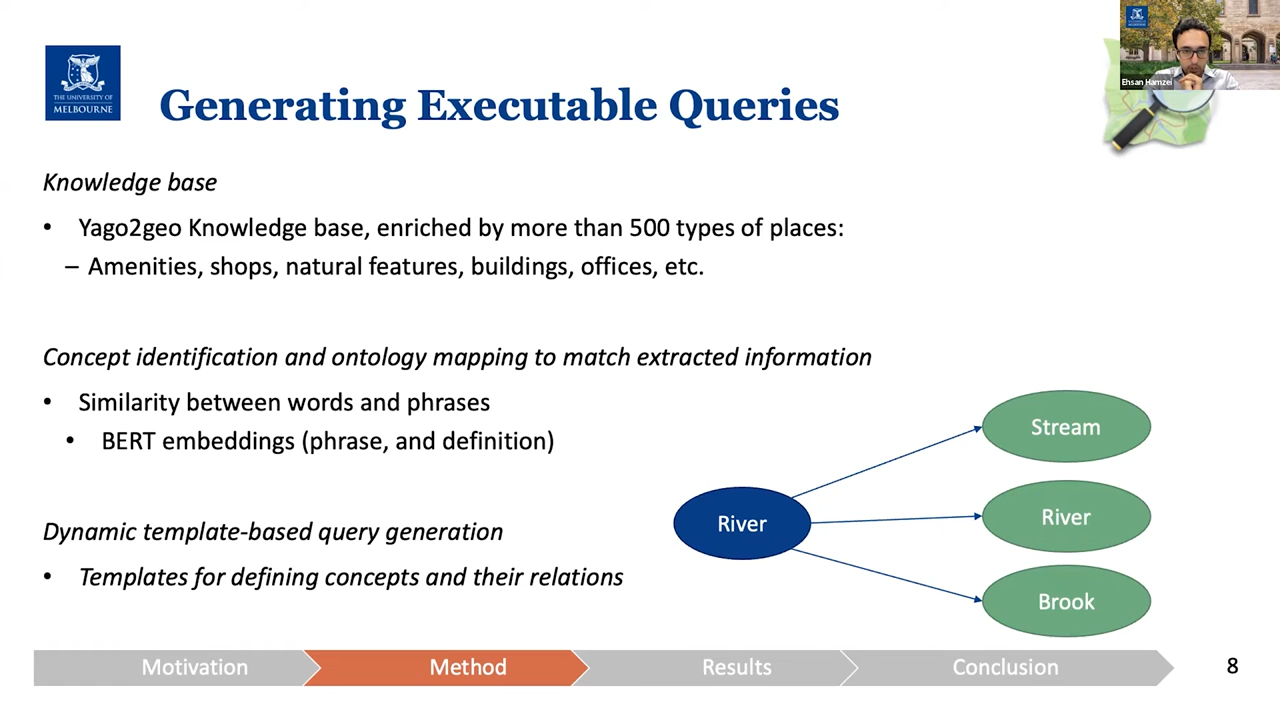 THE UNIVERSITY OF
MELBOURNE
Generating Executable Queries
Ehsan Hamzei
Knowledge base
• Yago2geo Knowledge base, enriched by more than 500 types of places:
– Amenities, shops, natural features, buildings, offices, etc.
Concept identification and ontology mapping to match extracted information
• Similarity between words and phrases
• BERT embeddings (phrase, and definition)
Stream
River
River
Brook
Dynamic template-based query generation
• Templates for defining concepts and their relations
Motivation
Method
Results
Conclusion
8